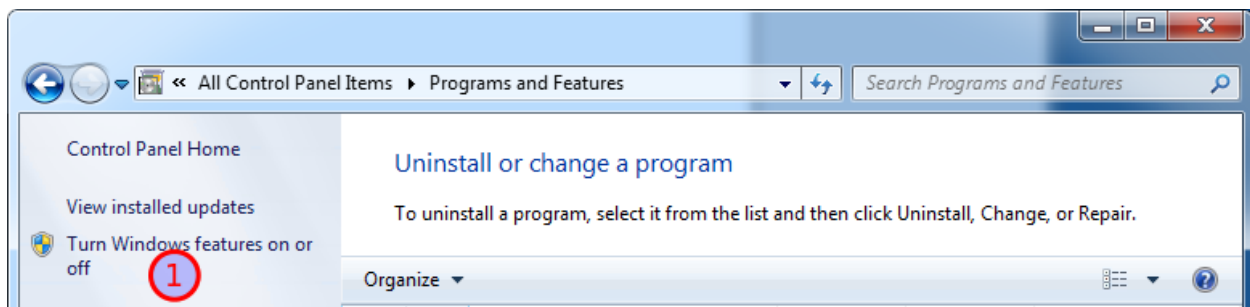 « All Control Panel Items ▸ Programs and Features
Search Programs and Features
Control Panel Home
Uninstall or change a program
View installed updates
To uninstall a program, select it from the list and then click Uninstall, Change, or Repair.
Turn Windows features on or
off
1
Organize